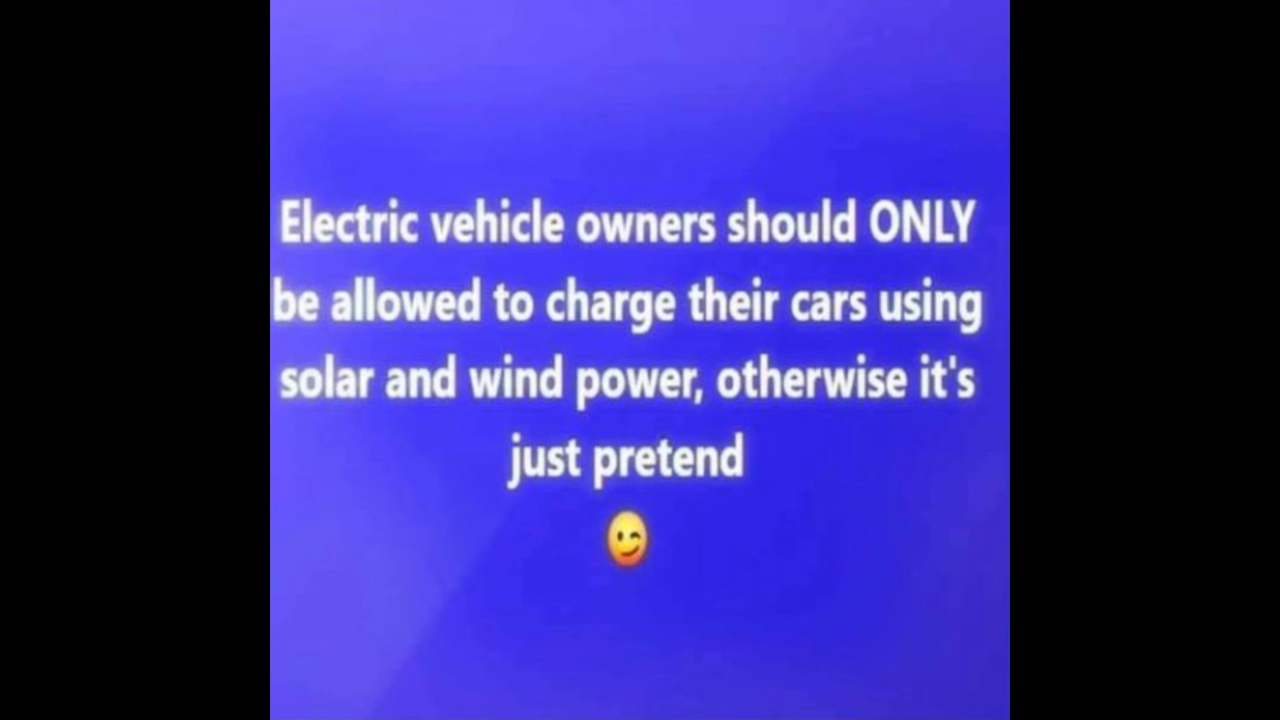 Electric vehicle owners should ONLY
be allowed to charge their cars using
solar and wind power, otherwise it's
just pretend
😉